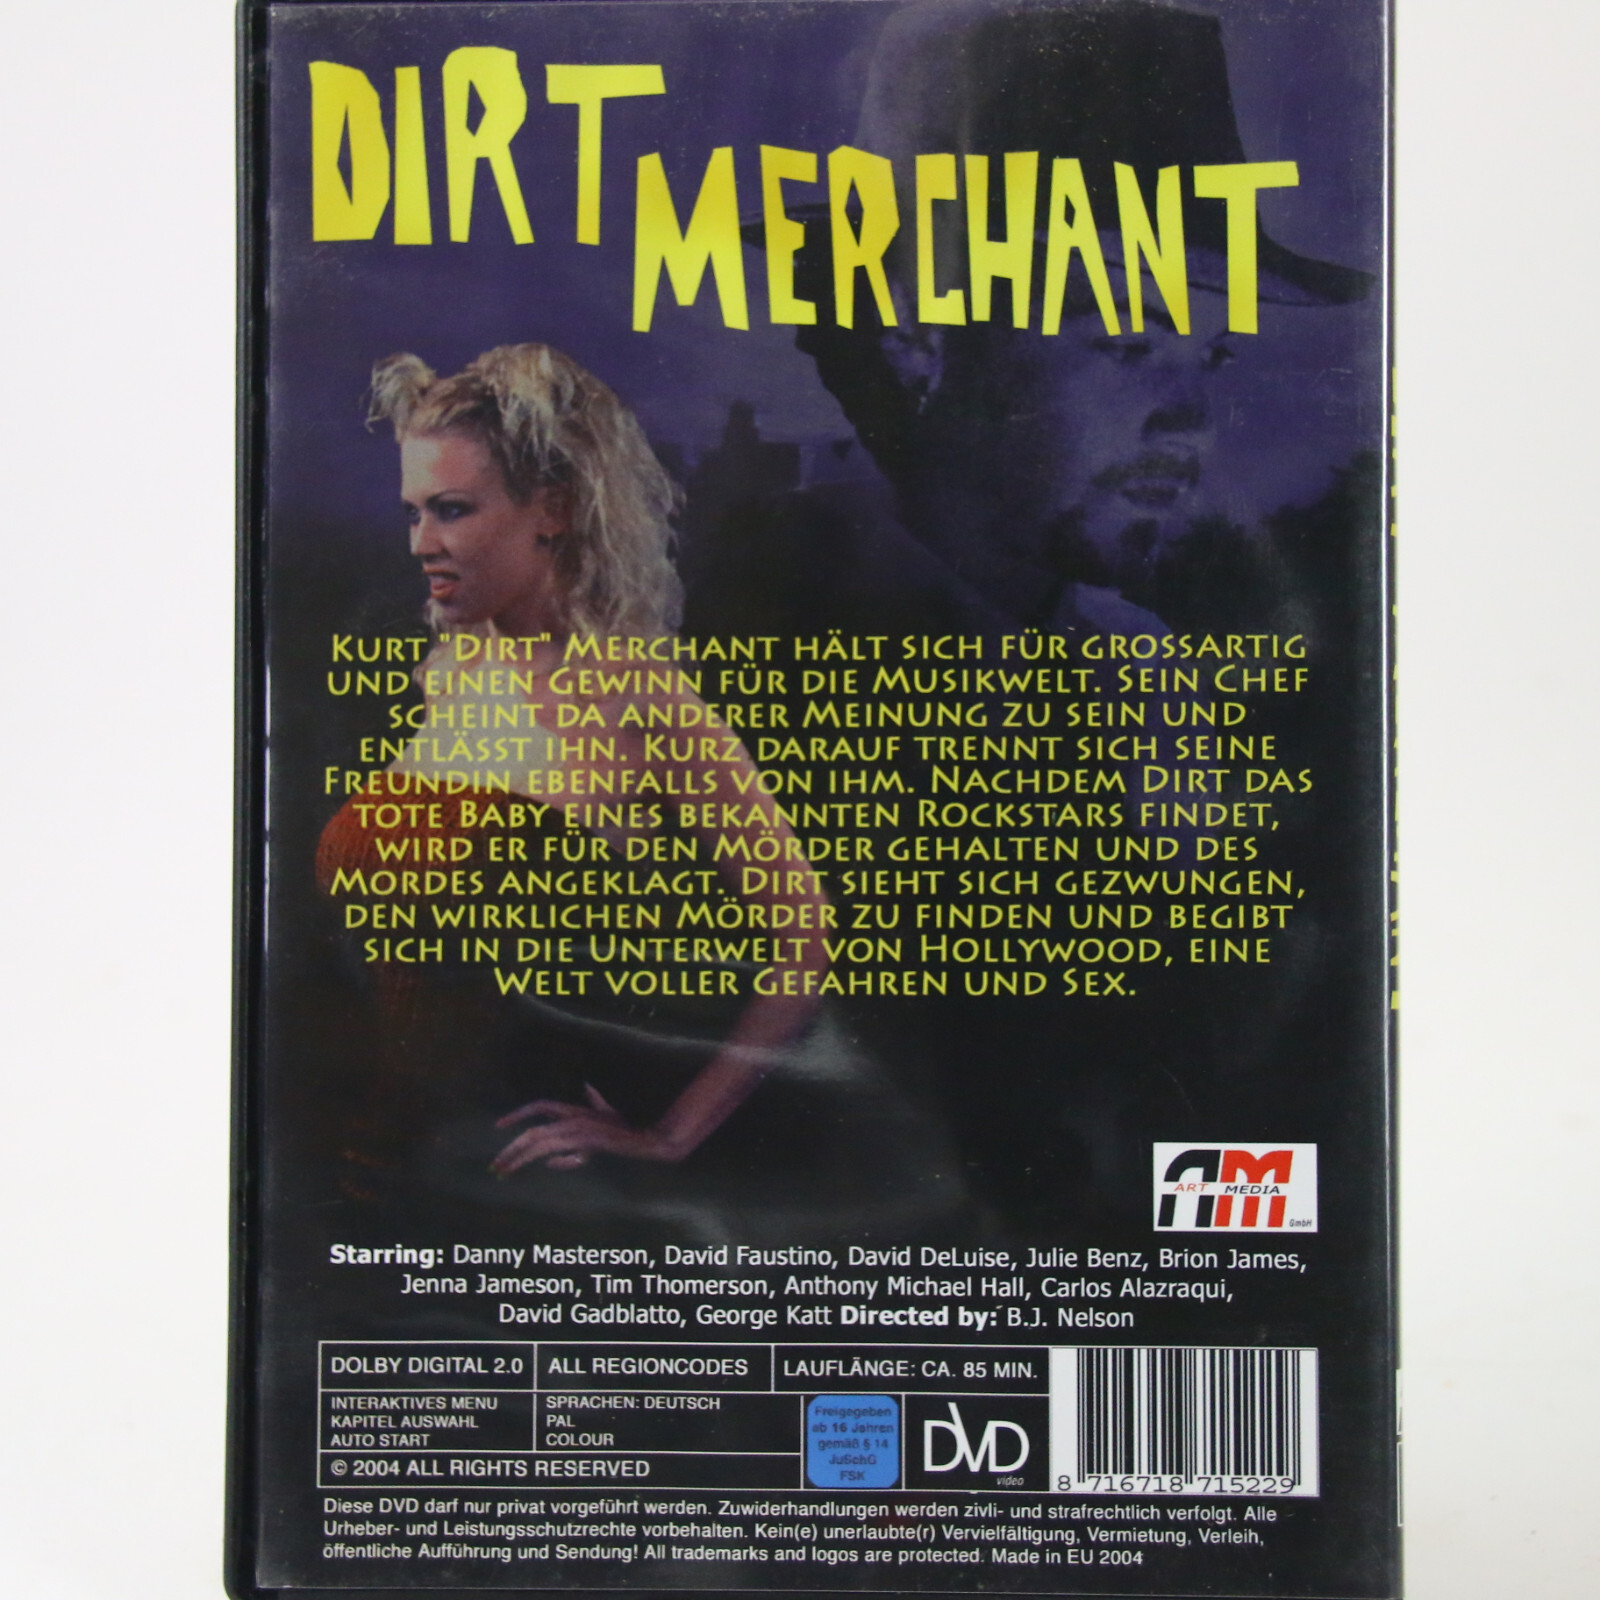 DIRT
MERCHANT
KURT "DIRT" MERCHANT HÄLT SICH FÜR GROSSARTIG
UND EINEN GEWINN FÜR DIE MUSIKWELT. SEIN CHEF
SCHEINT DA ANDERER MEINUNG ZU SEIN UND
ENTLÄSST IHN. KURZ DARAUF TRENNT SICH SEINE
FREUNDIN EBENFALLS VON IHM. NACHDEM DIRT DAS
TOTE BABY EINES BEKANNTEN ROCKSTARS FINDET,
WIRD ER FÜR DEN MÖRDER GEHALTEN UND DES
MORDES ANGEKLAGT. DIRT SIEHT SICH GEZWUNGEN,
DEN WIRKLICHEN MÖRDER ZU FINDEN UND BEGIBT
SICH IN DIE UNTERWELT VON HOLLYWOOD, EINE
WELT VOLLER GEFAHREN UND SEX.
AM
ART MEDIA
GmbH
Starring: Danny Masterson, David Faustino, David DeLuise, Julie Benz, Brion James,
Jenna Jameson, Tim Thomerson, Anthony Michael Hall, Carlos Alazraqui,
David Gadblatto, George Katt Directed by: B.J. Nelson
DOLBY DIGITAL 2.0
ALL REGIONCODES
LAUFLÄNGE: CA. 85 MIN.
INTERAKTIVES MENU
KAPITEL AUSWAHL
AUTO START
SPRACHEN: DEUTSCH
PAL
COLOUR
© 2004 ALL RIGHTS RESERVED
Freigegeben
ab 16 Jahren
gemäß § 14
JuSchG
FSK
DVD
video
8 716718 715229
Diese DVD darf nur privat vorgeführt werden. Zuwiderhandlungen werden zivli- und strafrechtlich verfolgt. Alle
Urheber- und Leistungsschutzrechte vorbehalten. Kein(e) unerlaubte(r) Vervielfältigung, Vermietung, Verleih,
öffentliche Aufführung und Sendung! All trademarks and logos are protected. Made in EU 2004